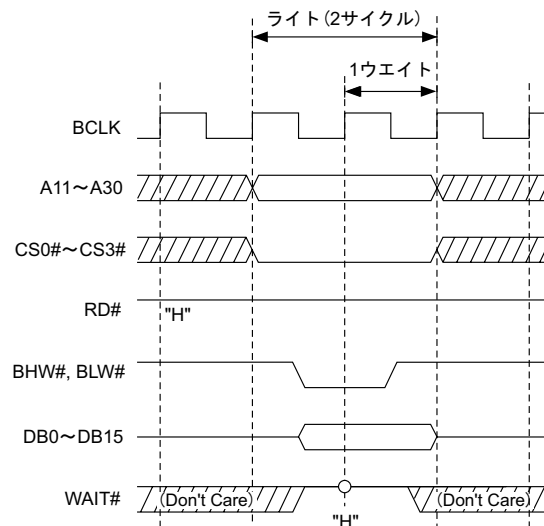 ライト(2サイクル)
1ウエイト
BCLK
A11～A30
CS0#～CS3#
RD#
"H"
BHW#, BLW#
DB0～DB15
WAIT#
(Don't Care)
(Don't Care)
"H"